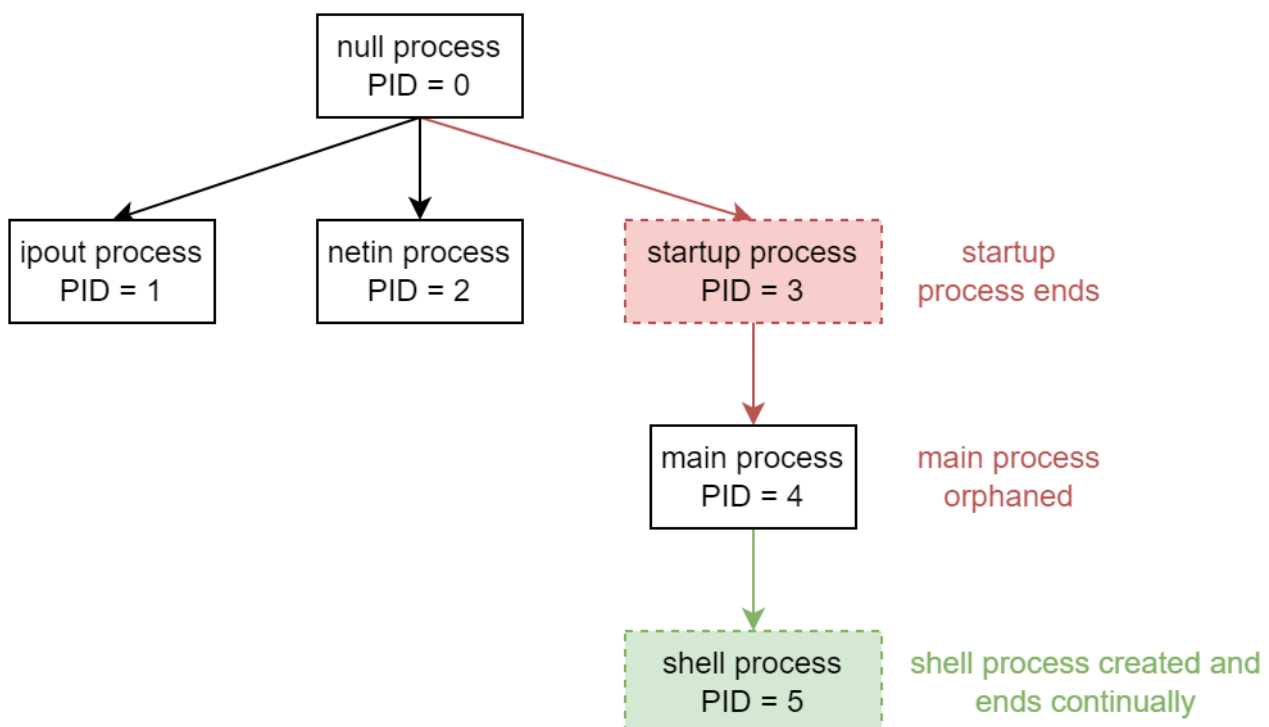 null process
PID = 0
ipout process
PID = 1
netin process
PID = 2
startup process
PID = 3
startup
process ends
main process
PID = 4
main process
orphaned
shell process
PID = 5
shell process created and
ends continually